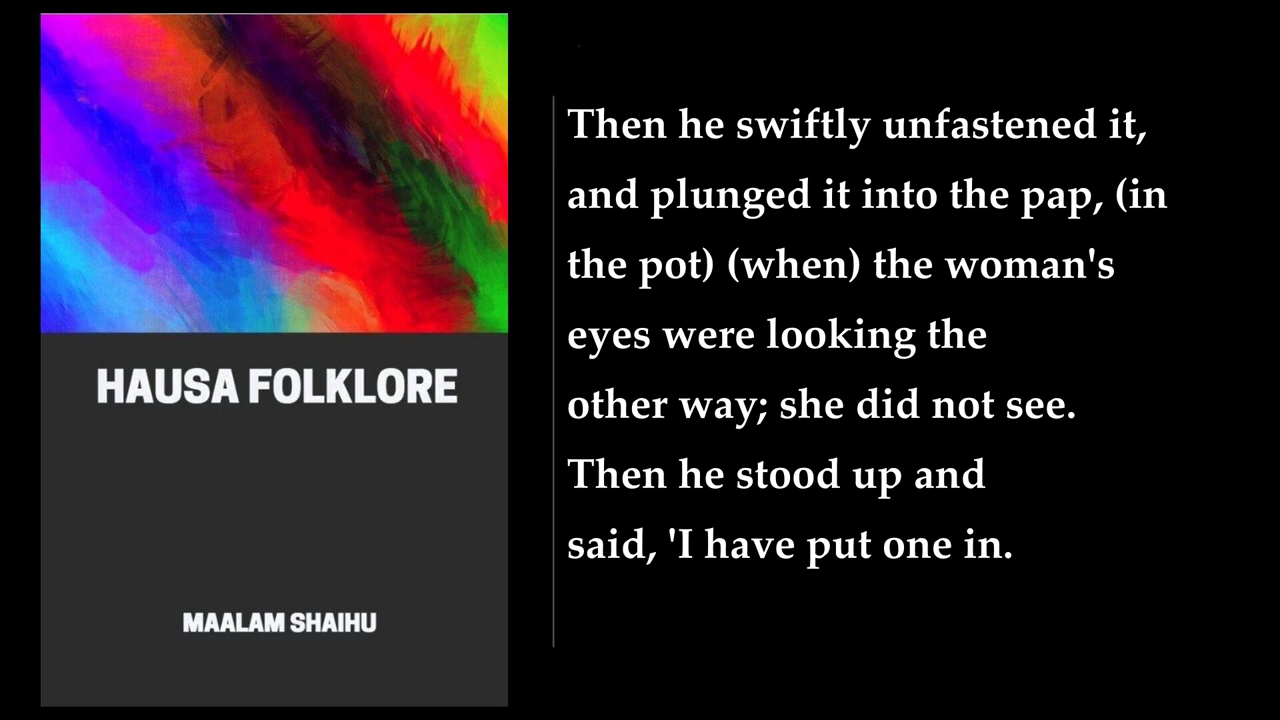 HAUSA FOLKLORE
MAALAM SHAIHU
Then he swiftly unfastened it,
and plunged it into the pap, (in
the pot) (when) the woman's
eyes were looking the
other way; she did not see.
Then he stood up and
said, 'I have put one in.